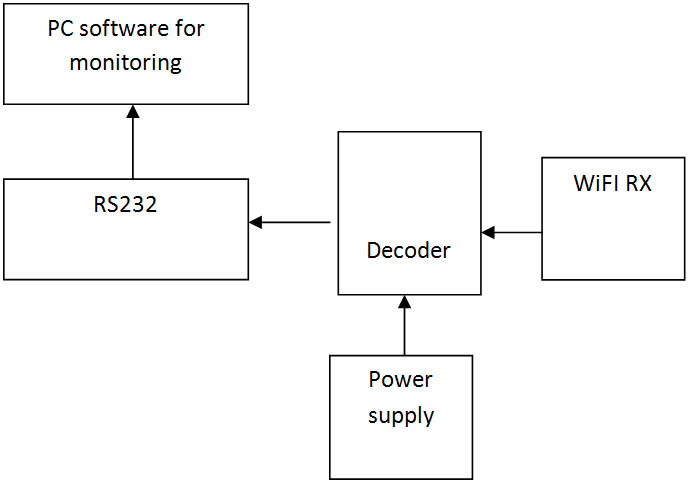 PC software for
monitoring
RS232
WiFI RX
Decoder
Power
supply